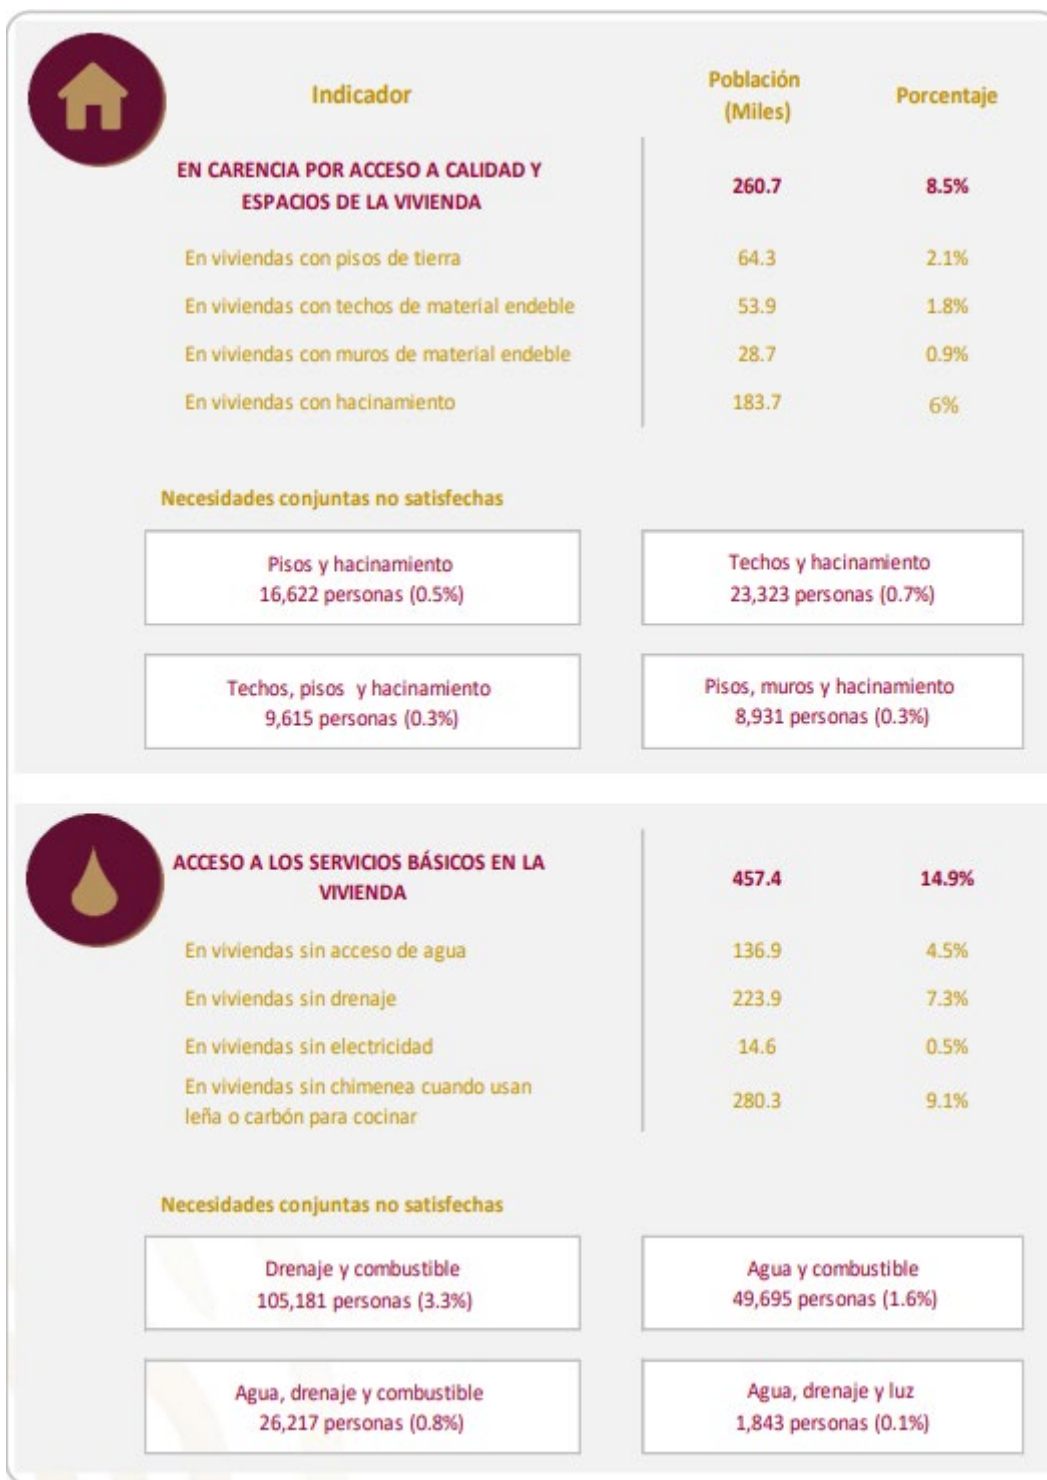 Indicador
Población
(Miles)
Porcentaje
EN CARENCIA POR ACCESO A CALIDAD Y
ESPACIOS DE LA VIVIENDA
260.7
8.5%
En viviendas con pisos de tierra
64.3
2.1%
En viviendas con techos de material endeble
53.9
1.8%
En viviendas con muros de material endeble
28.7
0.9%
En viviendas con hacinamiento
183.7
6%
Necesidades conjuntas no satisfechas
Pisos y hacinamiento
16,622 personas (0.5%)
Techos y hacinamiento
23,323 personas (0.7%)
Techos, pisos y hacinamiento
9,615 personas (0.3%)
Pisos, muros y hacinamiento
8,931 personas (0.3%)
ACCESO A LOS SERVICIOS BÁSICOS EN LA
VIVIENDA
457.4
14.9%
En viviendas sin acceso de agua
136.9
4.5%
En viviendas sin drenaje
223.9
7.3%
En viviendas sin electricidad
14.6
0.5%
En viviendas sin chimenea cuando usan
leña o carbón para cocinar
280.3
9.1%
Necesidades conjuntas no satisfechas
Drenaje y combustible
105,181 personas (3.3%)
Agua y combustible
49,695 personas (1.6%)
Agua, drenaje y combustible
26,217 personas (0.8%)
Agua, drenaje y luz
1,843 personas (0.1%)